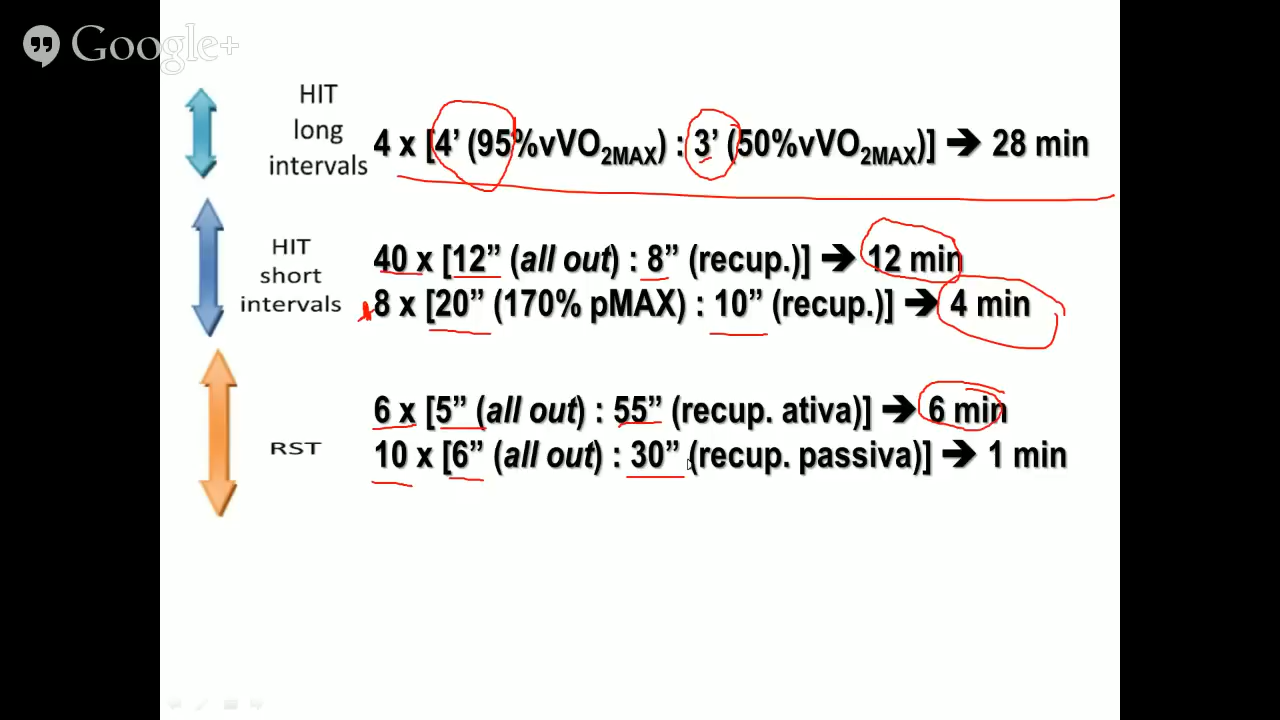 Google+
HIT
long
intervals
4 x [4’ (95%vVO2MAX) : 3’ (50%vVO2MAX)] ➔ 28 min
HIT
short
intervals
40 x [12” (all out) : 8” (recup.)] ➔ 12 min
8 x [20” (170% pMAX) : 10” (recup.)] ➔ 4 min
RST
6 x [5” (all out) : 55” (recup. ativa)] ➔ 6 min
10 x [6” (all out) : 30” (recup. passiva)] ➔ 1 min